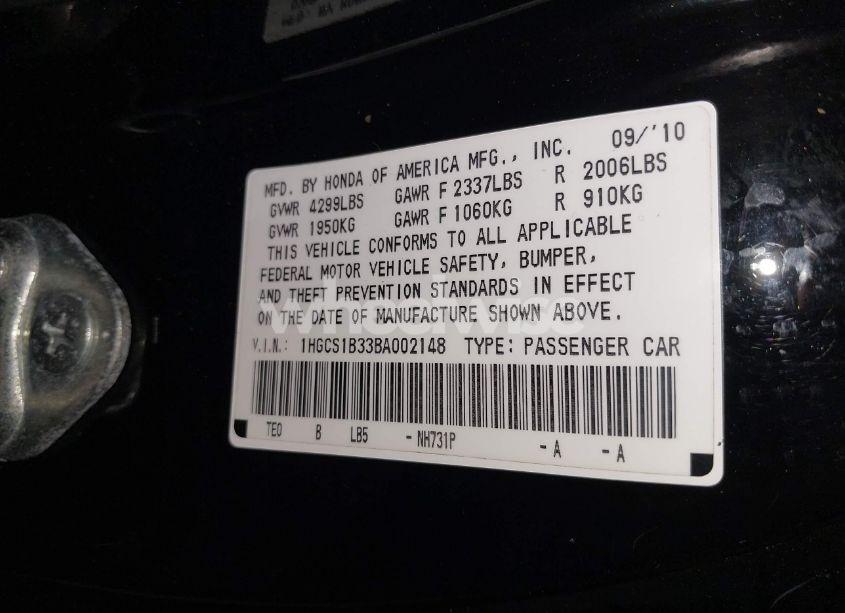 MFD. BY HONDA OF AMERICA MFG., INC. 09/'10
GVWR 4299LBS GAWR F 2337LBS R 2006LBS
GVWR 1950KG GAWR F 1060KG R 910KG
THIS VEHICLE CONFORMS TO ALL APPLICABLE
FEDERAL MOTOR VEHICLE SAFETY, BUMPER,
AND THEFT PREVENTION STANDARDS IN EFFECT
ON THE DATE OF MANUFACTURE SHOWN ABOVE.
wheelwise
V.I.N.: 1HGCS1B33BA002148 TYPE: PASSENGER CAR
TE0 B LB5 - NH731P - A - A